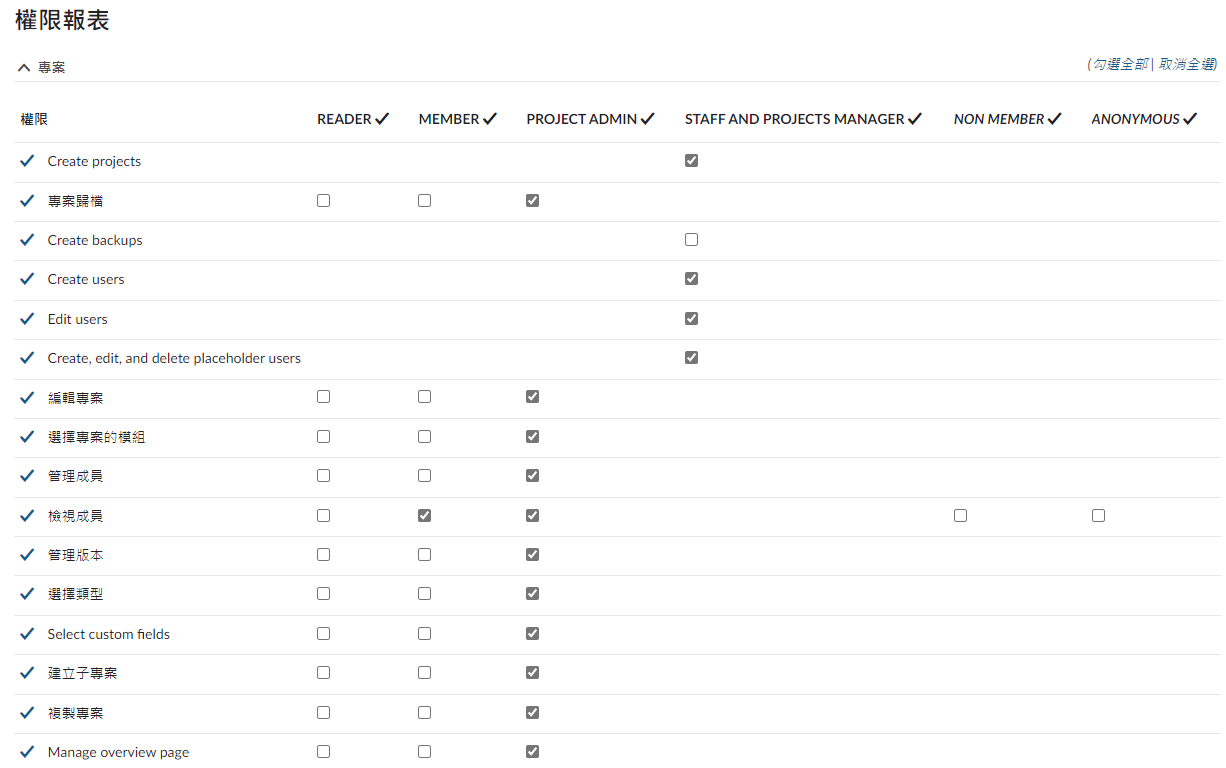 權限報表
專案
(勾選全部 | 取消全選)
權限 READER MEMBER PROJECT ADMIN STAFF AND PROJECTS MANAGER NON MEMBER ANONYMOUS
Create projects
專案歸檔
Create backups
Create users
Edit users
Create, edit, and delete placeholder users
編輯專案
選擇專案的模組
管理成員
檢視成員
管理版本
選擇類型
Select custom fields
建立子專案
複製專案
Manage overview page